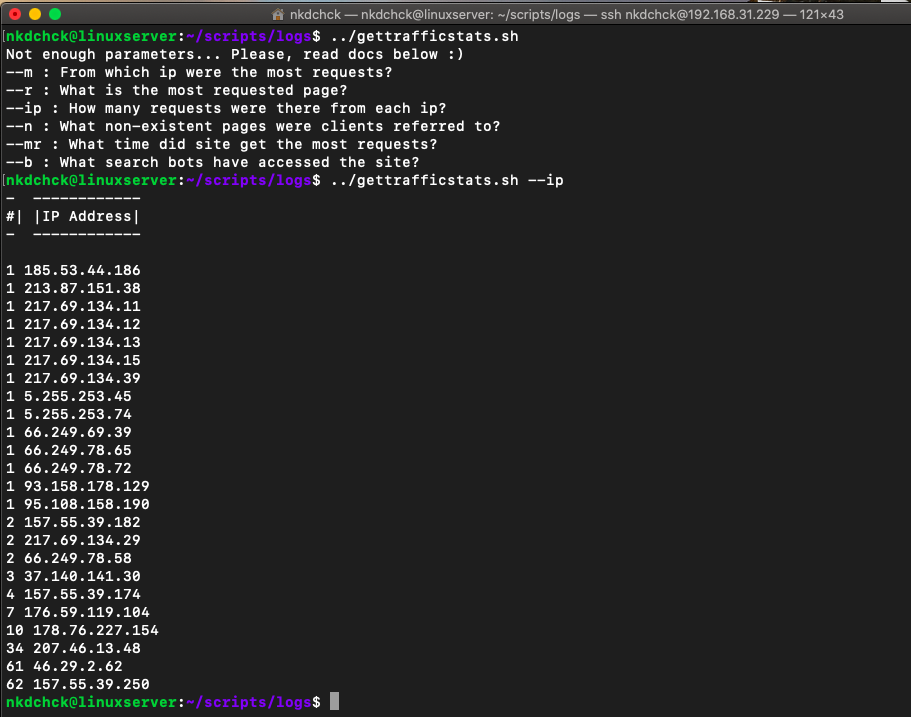 nkdchck — nkdchck@linuxserver: ~/scripts/logs — ssh nkdchck@192.168.31.229 — 121×43
[nkdchck@linuxserver:~/scripts/logs$ ../gettrafficstats.sh
Not enough parameters... Please, read docs below :)
--m : From which ip were the most requests?
--r : What is the most requested page?
--ip : How many requests were there from each ip?
--n : What non-existent pages were clients referred to?
--mr : What time did site get the most requests?
--b : What search bots have accessed the site?
[nkdchck@linuxserver:~/scripts/logs$ ../gettrafficstats.sh --ip
-  ------------
#| |IP Address|
-  ------------
1 185.53.44.186
1 213.87.151.38
1 217.69.134.11
1 217.69.134.12
1 217.69.134.13
1 217.69.134.15
1 217.69.134.39
1 5.255.253.45
1 5.255.253.74
1 66.249.69.39
1 66.249.78.65
1 66.249.78.72
1 93.158.178.129
1 95.108.158.190
2 157.55.39.182
2 217.69.134.29
2 66.249.78.58
3 37.140.141.30
4 157.55.39.174
7 176.59.119.104
10 178.76.227.154
34 207.46.13.48
61 46.29.2.62
62 157.55.39.250
nkdchck@linuxserver:~/scripts/logs$